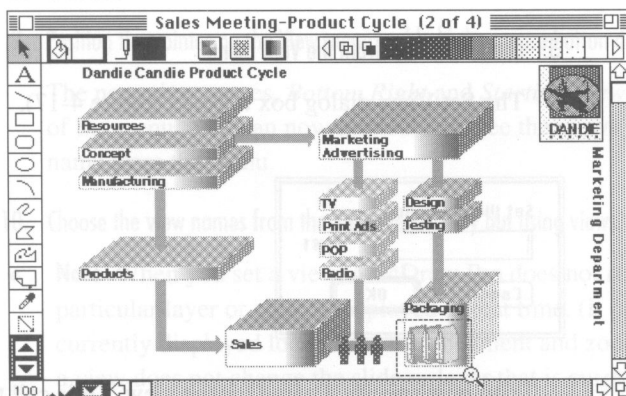 Sales Meeting-Product Cycle (2 of 4)
Dandie Candie Product Cycle
Resources
Concept
Manufacturing
Marketing
Advertising
TV
Print Ads
POP
Radio
Design
Testing
Products
Sales
Packaging
DANDIE
Marketing Department
A
100